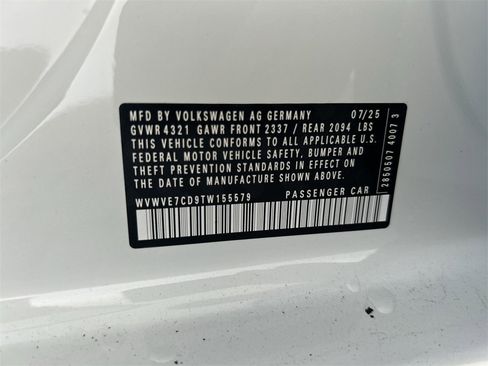 MFD BY VOLKSWAGEN AG GERMANY 07/25
GVWR 4321 GAWR FRONT 2337 / REAR 2094 LBS
THIS VEHICLE CONFORMS TO ALL APPLICABLE U.S.
FEDERAL MOTOR VEHICLE SAFETY, BUMPER AND
THEFT PREVENTION STANDARDS IN EFFECT ON
THE DATE OF MANUFACTURE SHOWN ABOVE.
WVWVE7CD9TW155579 PASSENGER CAR
2850507 4007 3